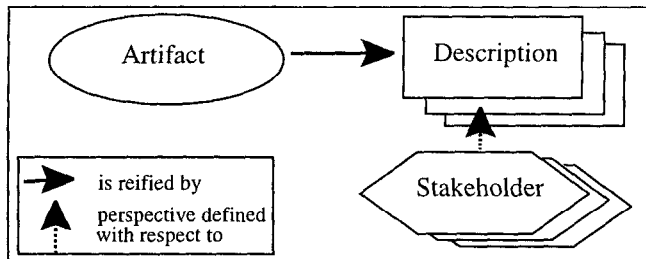 Artifact
Description
Stakeholder
is reified by
perspective defined
with respect to